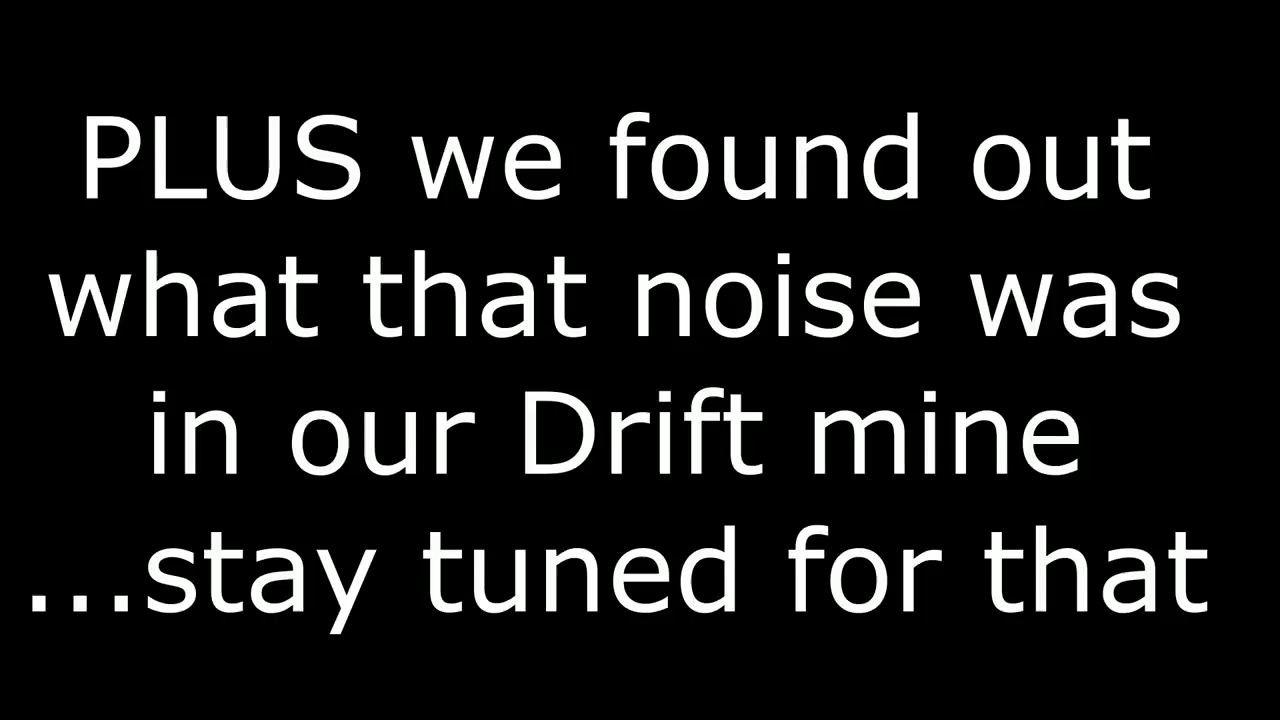 PLUS we found out
what that noise was
in our Drift mine
...stay tuned for that